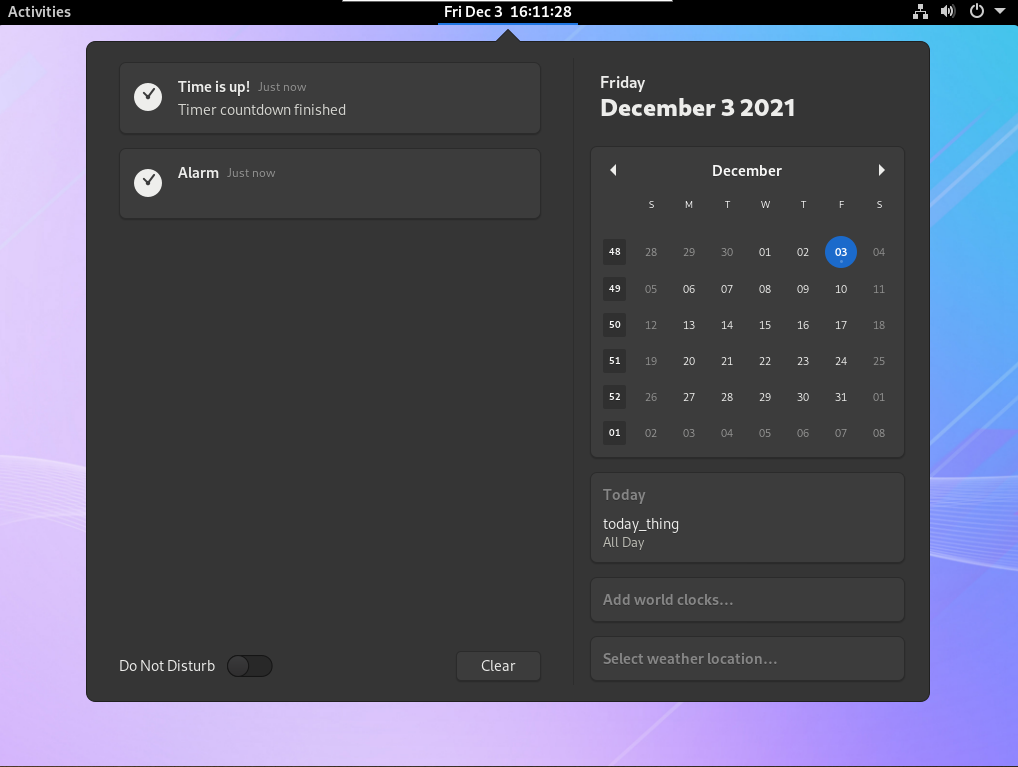 Activities
Fri Dec 3 16:11:28
Time is up! Just now
Timer countdown finished
Alarm Just now
Do Not Disturb
Clear
Friday
December 3 2021
December
S M T W T F S
48 28 29 30 01 02 03 04
49 05 06 07 08 09 10 11
50 12 13 14 15 16 17 18
51 19 20 21 22 23 24 25
52 26 27 28 29 30 31 01
01 02 03 04 05 06 07 08
Today
today_thing
All Day
Add world clocks…
Select weather location…